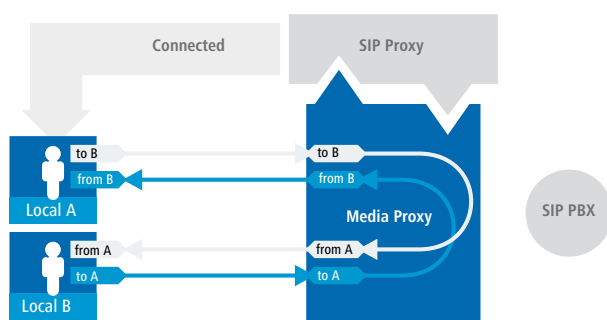 Connected
SIP Proxy
to B
from B
Local A
to B
from B
Media Proxy
SIP PBX
from A
to A
Local B
from A
to A